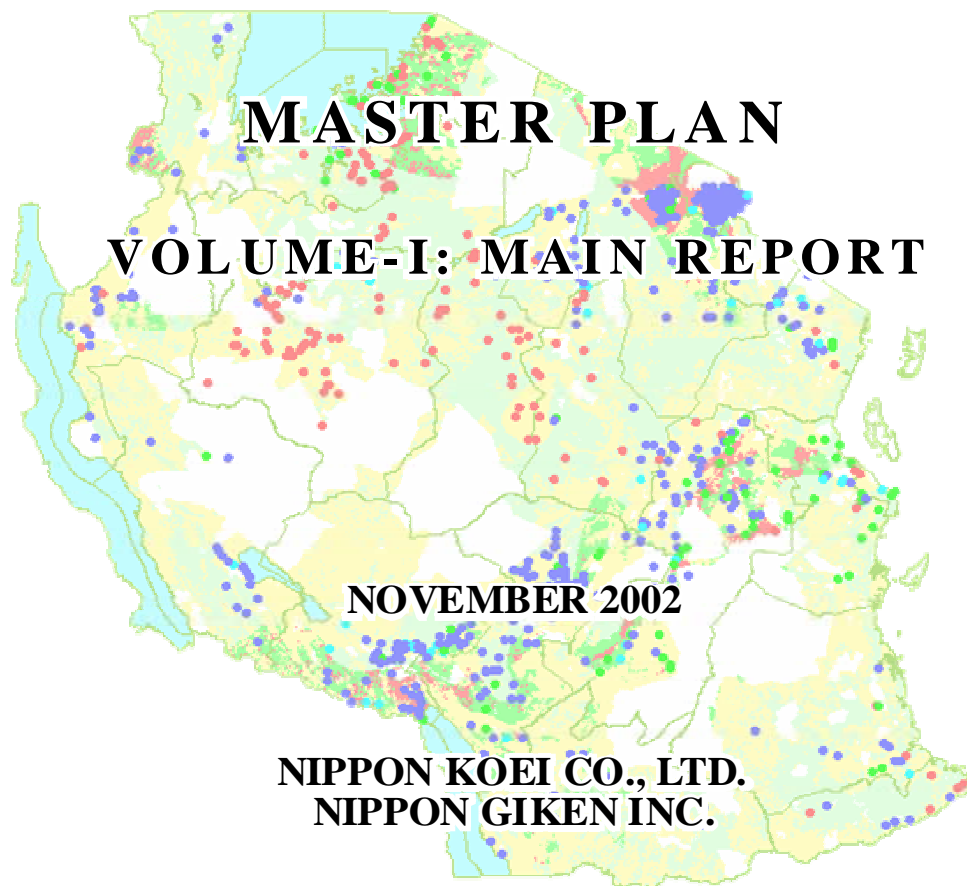 MASTER PLAN
VOLUME-I: MAIN REPORT
NOVEMBER 2002
NIPPON KOEI CO., LTD.
NIPPON GIKEN INC.